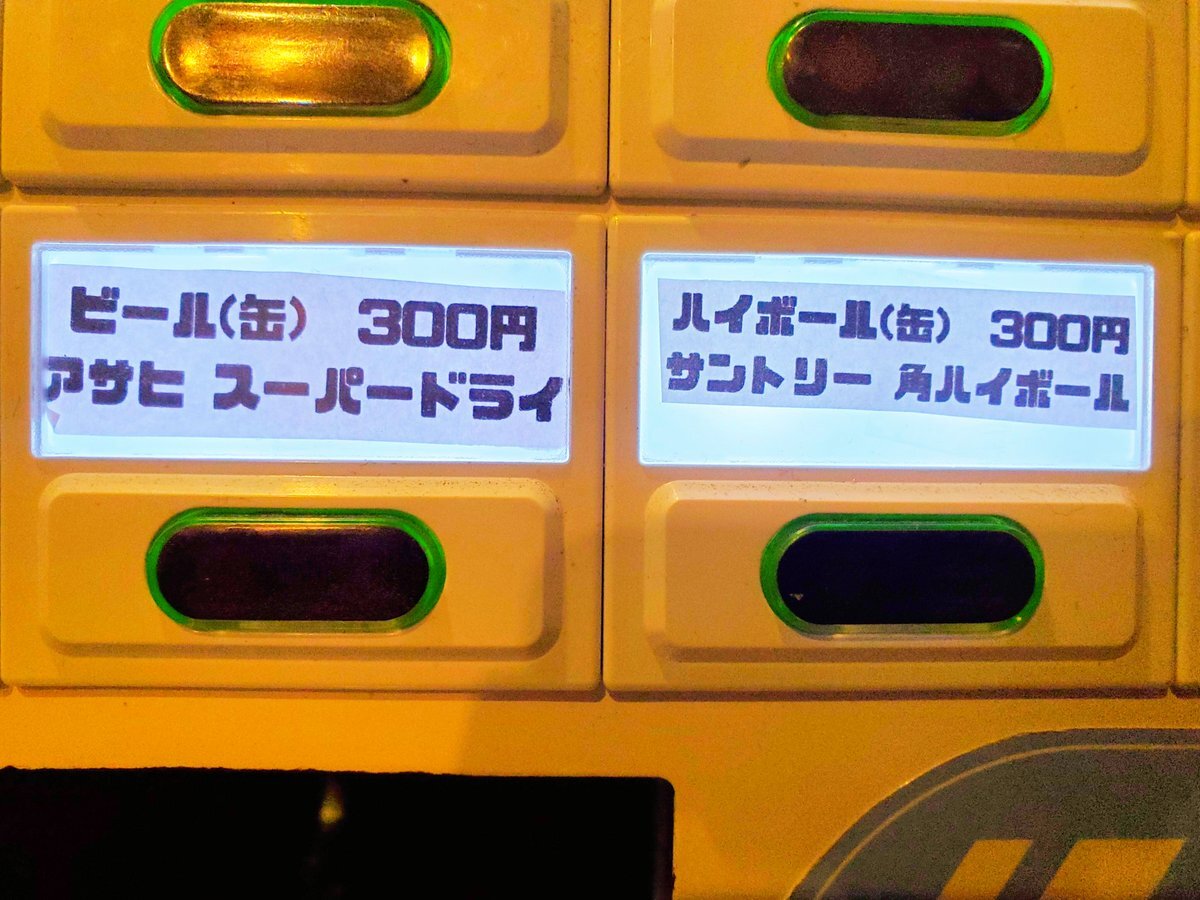 ビール(缶) 300円
アサヒ スーパードライ
ハイボール(缶) 300円
サントリー 角ハイボール